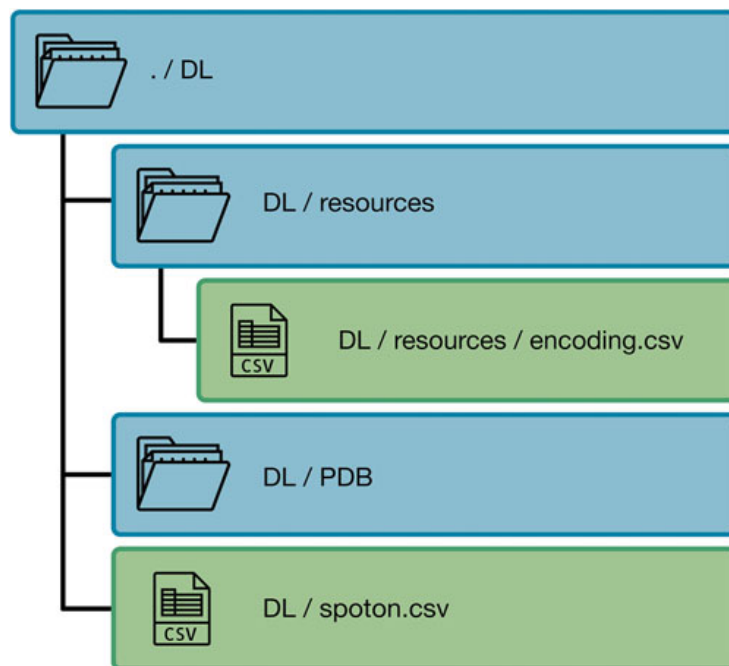 . / DL
DL / resources
CSV
DL / resources / encoding.csv
DL / PDB
CSV
DL / spoton.csv